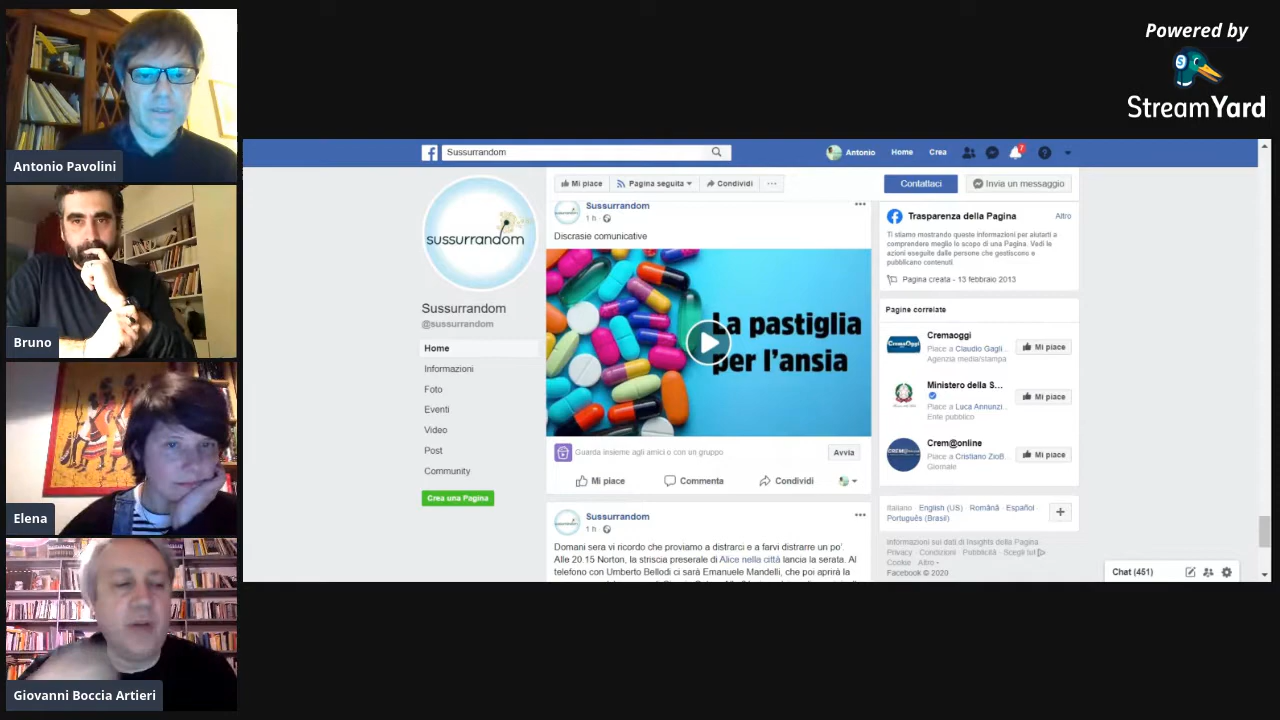 Powered by
StreamYard
Antonio Pavolini
Bruno
Elena
Giovanni Boccia Artieri
Sussurrandom
Antonio
Home
Crea
7
sussurrandom
Sussurrandom
@sussurrandom
Home
Informazioni
Foto
Eventi
Video
Post
Community
Crea una Pagina
Mi piace
Pagina seguita
Condividi
Contattaci
Invia un messaggio
Sussurrandom
1 h
Discrasie comunicative
La pastiglia
per l'ansia
Guarda insieme agli amici o con un gruppo
Avvia
Mi piace
Commenta
Condividi
Sussurrandom
1 h
Domani sera vi ricordo che proviamo a distrarci e a farvi distrarre un po'.
Alle 20.15 Norton, la striscia preserale di Alice nella città lancia la serata. Al
telefono con Umberto Bellodi ci sarà Emanuele Mandelli, che poi aprirà la
Trasparenza della Pagina
Altro
Ti stiamo mostrando queste informazioni per aiutarti a
comprendere meglio lo scopo di una Pagina. Vedi le
azioni eseguite dalle persone che gestiscono e
pubblicano contenuti.
Pagina creata - 13 febbraio 2013
Pagine correlate
Cremaoggi
Piace a Claudio Gagli...
Agenzia media/stampa
Mi piace
Ministero della S...
Piace a Luca Annunzi...
Ente pubblico
Mi piace
Crem@online
Piace a Cristiano ZioB...
Giornale
Mi piace
Italiano · English (US) · Română · Español ·
Português (Brasil)
Informazioni sui dati di Insights della Pagina
Privacy · Condizioni · Pubblicità · Scegli tu!
Cookie · Altro
Facebook © 2020
Chat (451)